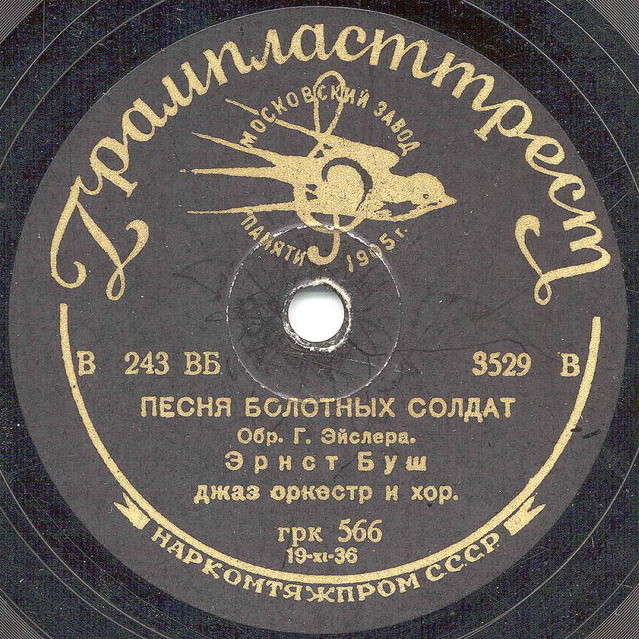 Грампласттрест
МОСКОВСКИЙ ЗАВОД
ПАМЯТИ 1905 г.
В 243 ВБ 3529 В
ПЕСНЯ БОЛОТНЫХ СОЛДАТ
Обр. Г. Эйслера.
Эрнст Буш
джаз оркестр и хор.
грк 566
19-XI-36
НАРКОМТЯЖПРОМ СССР